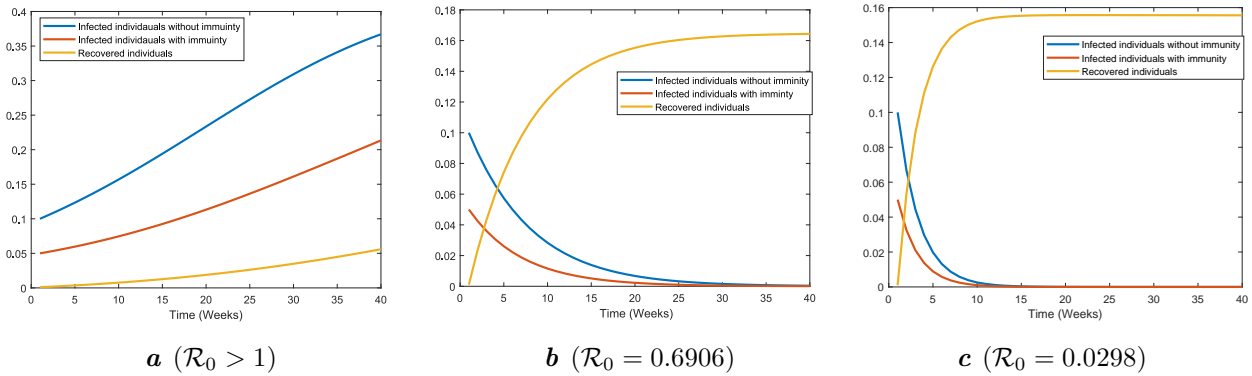 0.4
0.35
0.3
0.25
0.2
0.15
0.1
0.05
0
0 5 10 15 20 25 30 35 40
Time (Weeks)
Infected individauals without immuinty
Infected individauals with immuinty
Recovered individuals
a (R₀ > 1)
0.18
0.16
0.14
0.12
0.1
0.08
0.06
0.04
0.02
0
0 5 10 15 20 25 30 35 40
Time (Weeks)
Infected individuals without imminity
Infected individuals with imminty
Recovered individuals
b (R₀ = 0.6906)
0.16
0.14
0.12
0.1
0.08
0.06
0.04
0.02
0
0 5 10 15 20 25 30 35 40
Time (Weeks)
Infected individuals without immunity
Infected individuals with immunity
Recovered individuals
c (R₀ = 0.0298)